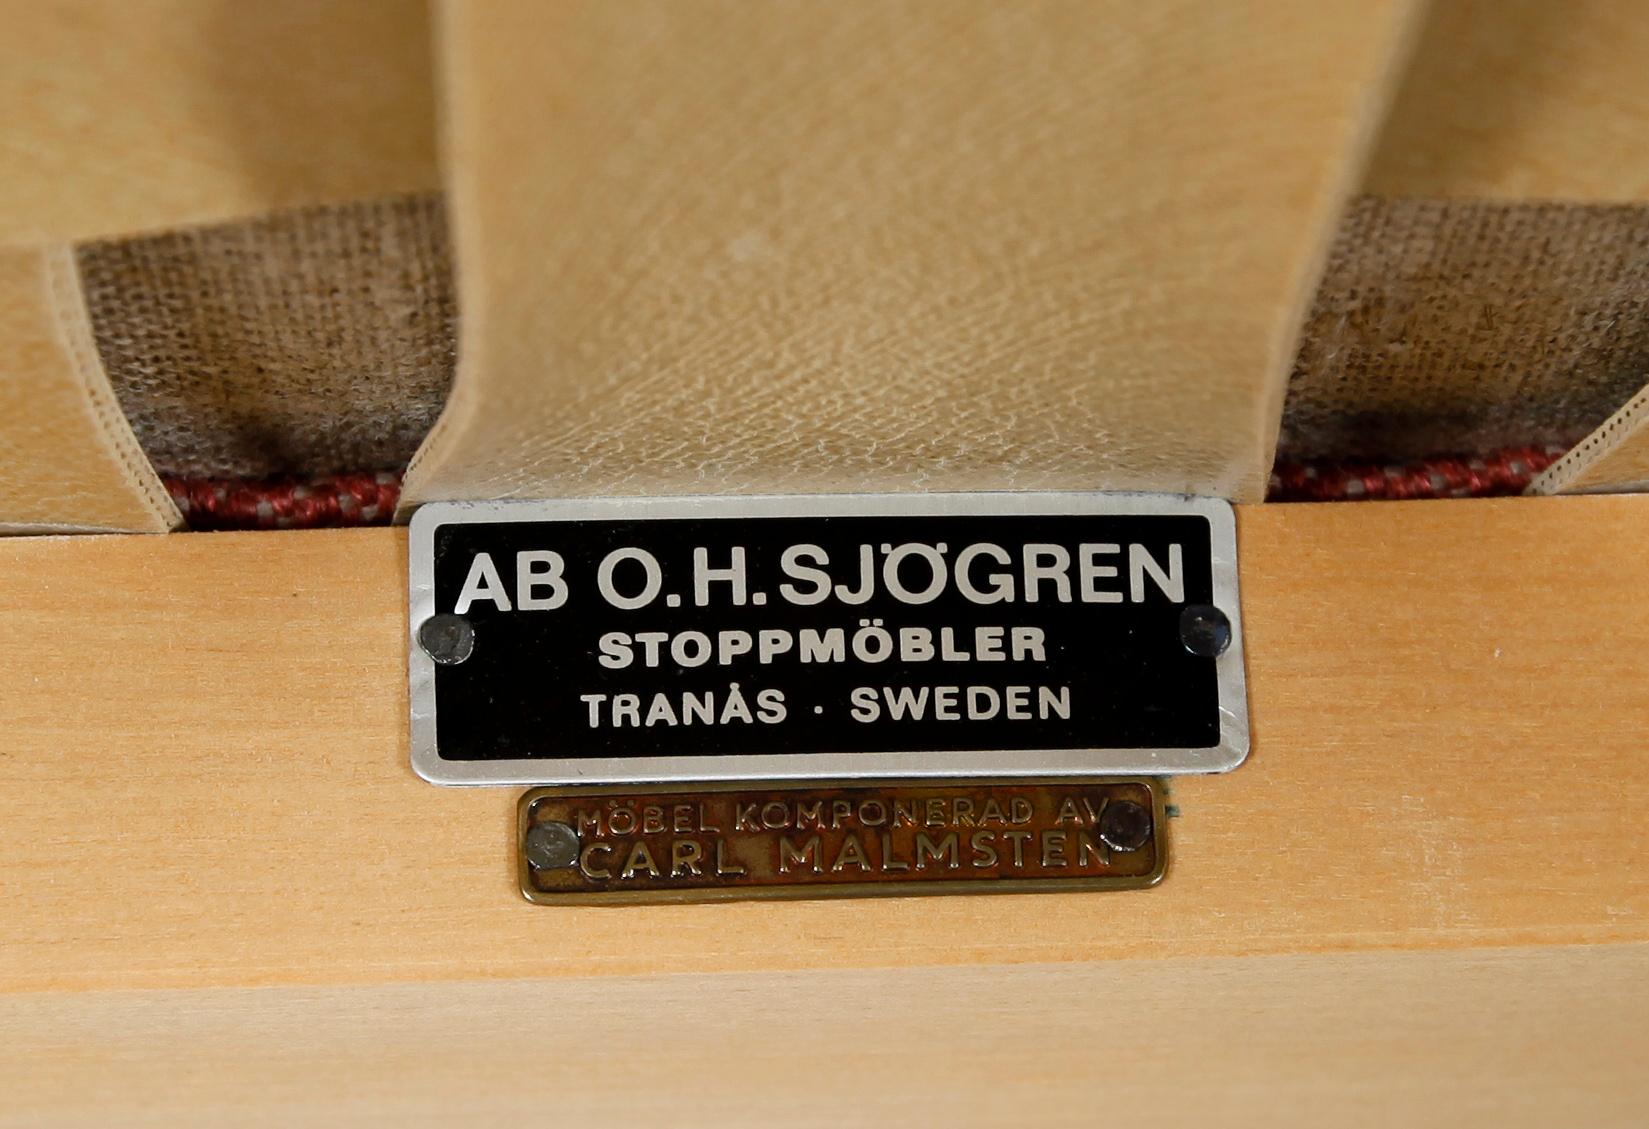 AB O.H. SJÖGREN
STOPPMÖBLER
TRANÅS · SWEDEN
MÖBEL KOMPONERAD AV
CARL MALMSTEN